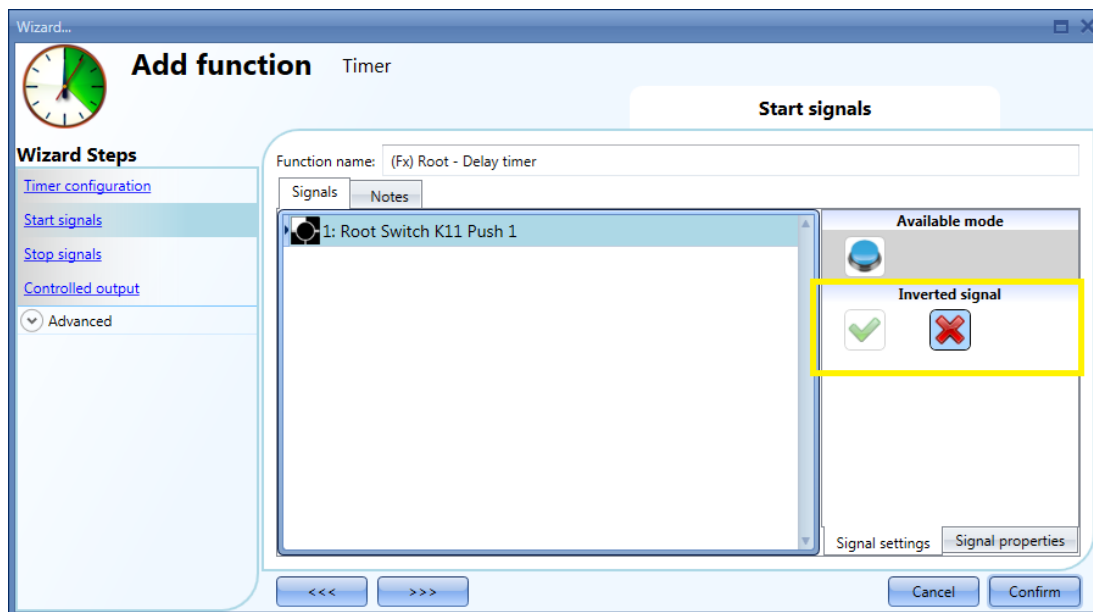 Wizard...
Add function Timer
Start signals
Wizard Steps
Timer configuration
Start signals
Stop signals
Controlled output
Advanced
Function name: (Fx) Root - Delay timer
Signals Notes
1: Root Switch K11 Push 1
Available mode
Inverted signal
Signal settings Signal properties
<<< >>> Cancel Confirm